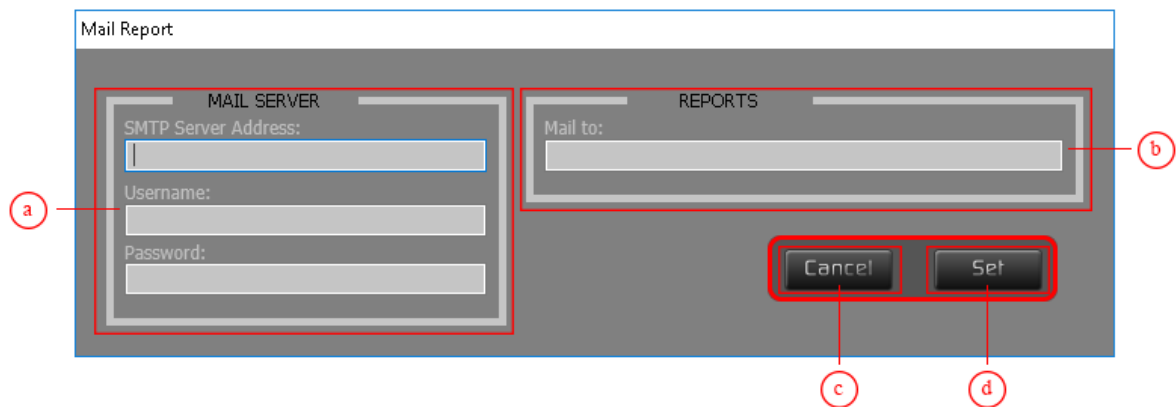 Mail Report
MAIL SERVER
SMTP Server Address:
Username:
Password:
REPORTS
Mail to:
Cancel
Set
a
b
c
d